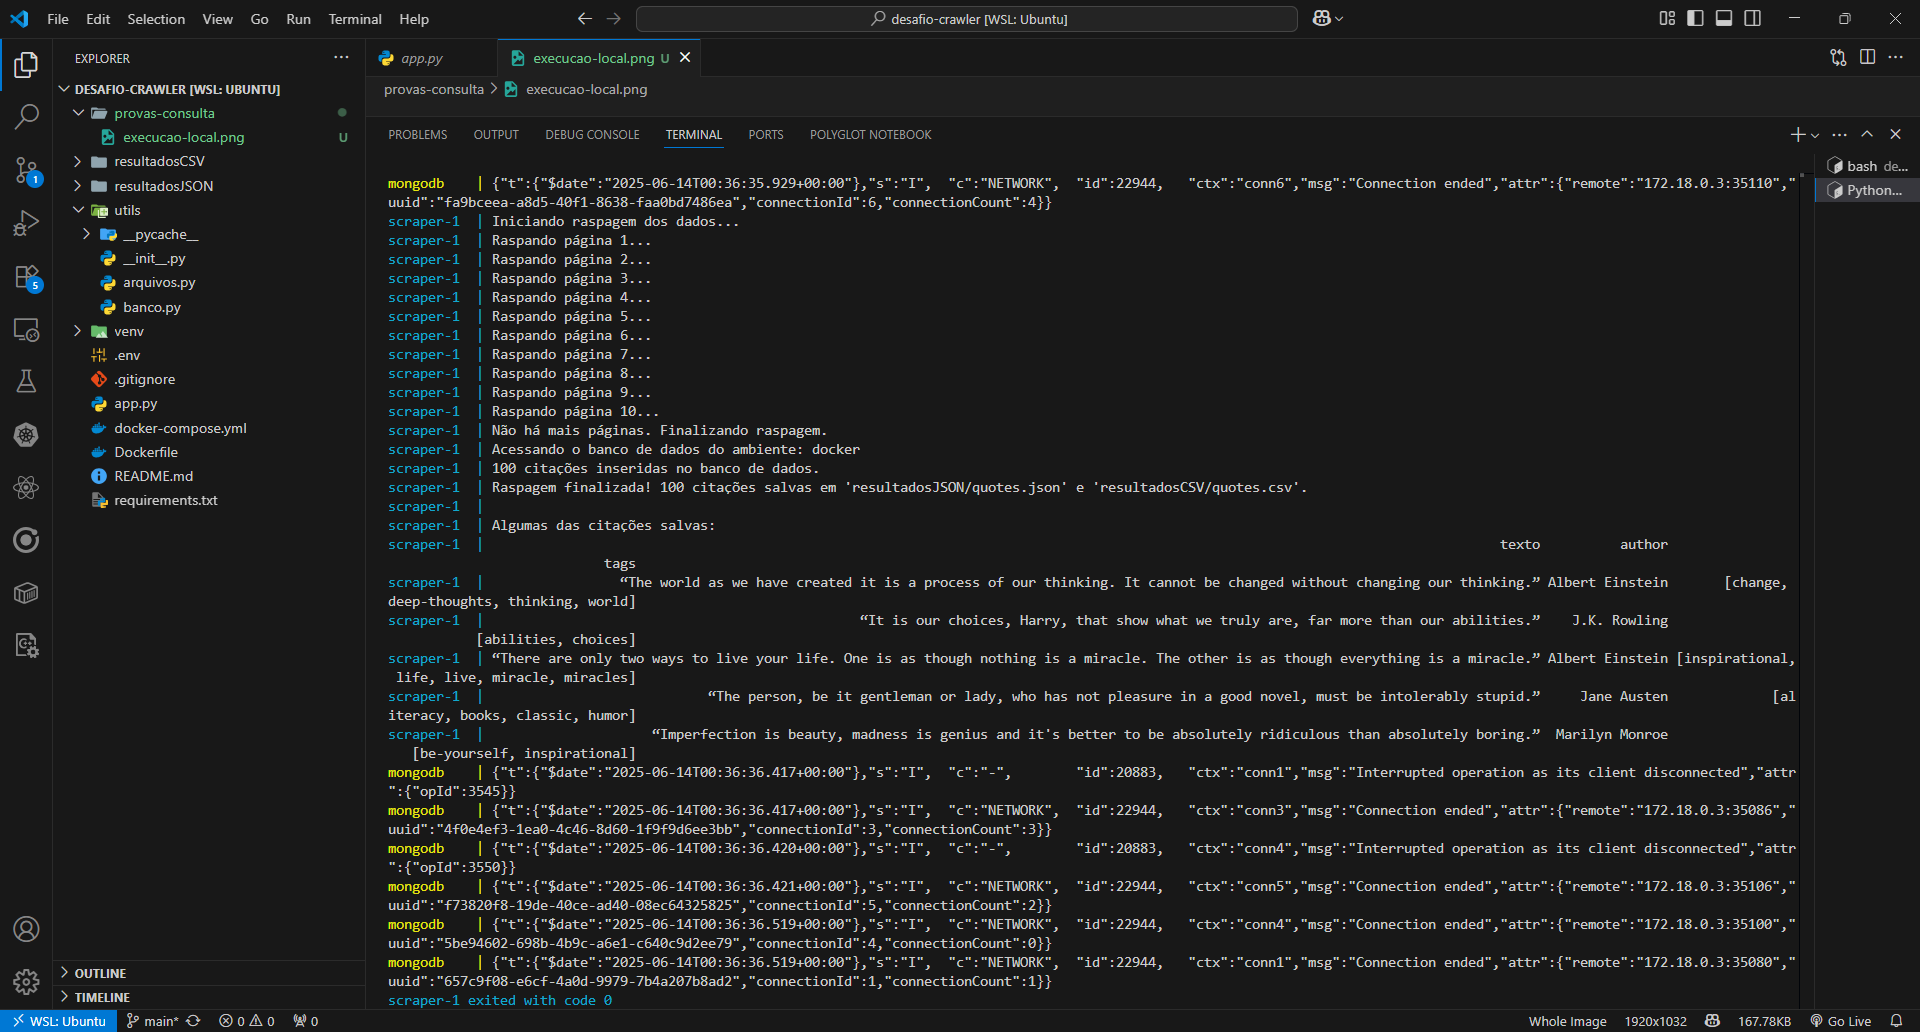 File Edit Selection View Go Run Terminal Help
desafio-crawler [WSL: Ubuntu]
EXPLORER
DESAFIO-CRAWLER [WSL: UBUNTU]
provas-consulta
execucao-local.png U
resultadosCSV
resultadosJSON
utils
__pycache__
__init__.py
arquivos.py
banco.py
venv
.env
.gitignore
app.py
docker-compose.yml
Dockerfile
README.md
requirements.txt
OUTLINE
TIMELINE
1
5
app.py
execucao-local.png U
provas-consulta > execucao-local.png
PROBLEMS OUTPUT DEBUG CONSOLE TERMINAL PORTS POLYGLOT NOTEBOOK
bash de...
Python...
mongodb | {"t":{"$date":"2025-06-14T00:36:35.929+00:00"},"s":"I", "c":"NETWORK", "id":22944, "ctx":"conn6","msg":"Connection ended","attr":{"remote":"172.18.0.3:35110","
uuid":"fa9bceea-a8d5-40f1-8638-faa0bd7486ea","connectionId":6,"connectionCount":4}}
scraper-1 | Iniciando raspagem dos dados...
scraper-1 | Raspando página 1...
scraper-1 | Raspando página 2...
scraper-1 | Raspando página 3...
scraper-1 | Raspando página 4...
scraper-1 | Raspando página 5...
scraper-1 | Raspando página 6...
scraper-1 | Raspando página 7...
scraper-1 | Raspando página 8...
scraper-1 | Raspando página 9...
scraper-1 | Raspando página 10...
scraper-1 | Não há mais páginas. Finalizando raspagem.
scraper-1 | Acessando o banco de dados do ambiente: docker
scraper-1 | 100 citações inseridas no banco de dados.
scraper-1 | Raspagem finalizada! 100 citações salvas em 'resultadosJSON/quotes.json' e 'resultadosCSV/quotes.csv'.
scraper-1 |
scraper-1 | Algumas das citações salvas:
scraper-1 | texto author
tags
scraper-1 | “The world as we have created it is a process of our thinking. It cannot be changed without changing our thinking.” Albert Einstein [change,
deep-thoughts, thinking, world]
scraper-1 | “It is our choices, Harry, that show what we truly are, far more than our abilities.” J.K. Rowling
[abilities, choices]
scraper-1 | “There are only two ways to live your life. One is as though nothing is a miracle. The other is as though everything is a miracle.” Albert Einstein [inspirational,
life, live, miracle, miracles]
scraper-1 | “The person, be it gentleman or lady, who has not pleasure in a good novel, must be intolerably stupid.” Jane Austen [al
iteracy, books, classic, humor]
scraper-1 | “Imperfection is beauty, madness is genius and it's better to be absolutely ridiculous than absolutely boring.” Marilyn Monroe
[be-yourself, inspirational]
mongodb | {"t":{"$date":"2025-06-14T00:36:36.417+00:00"},"s":"I", "c":"-", "id":20883, "ctx":"conn1","msg":"Interrupted operation as its client disconnected","attr
":{"opId":3545}}
mongodb | {"t":{"$date":"2025-06-14T00:36:36.417+00:00"},"s":"I", "c":"NETWORK", "id":22944, "ctx":"conn3","msg":"Connection ended","attr":{"remote":"172.18.0.3:35086","
uuid":"4f0e4ef3-1ea0-4c46-8d60-1f9f9d6ee3bb","connectionId":3,"connectionCount":3}}
mongodb | {"t":{"$date":"2025-06-14T00:36:36.420+00:00"},"s":"I", "c":"-", "id":20883, "ctx":"conn4","msg":"Interrupted operation as its client disconnected","attr
":{"opId":3550}}
mongodb | {"t":{"$date":"2025-06-14T00:36:36.421+00:00"},"s":"I", "c":"NETWORK", "id":22944, "ctx":"conn5","msg":"Connection ended","attr":{"remote":"172.18.0.3:35106","
uuid":"f73820f8-19de-40ce-ad40-08ec64325825","connectionId":5,"connectionCount":2}}
mongodb | {"t":{"$date":"2025-06-14T00:36:36.519+00:00"},"s":"I", "c":"NETWORK", "id":22944, "ctx":"conn4","msg":"Connection ended","attr":{"remote":"172.18.0.3:35100","
uuid":"5be94602-698b-4b9c-a6e1-c640c9d2ee79","connectionId":4,"connectionCount":0}}
mongodb | {"t":{"$date":"2025-06-14T00:36:36.519+00:00"},"s":"I", "c":"NETWORK", "id":22944, "ctx":"conn1","msg":"Connection ended","attr":{"remote":"172.18.0.3:35080","
uuid":"657c9f08-e6cf-4a0d-9979-7b4a207b8ad2","connectionId":1,"connectionCount":1}}
scraper-1 exited with code 0
WSL: Ubuntu main* 0 0 0 Whole Image 1920x1032 167.78KB Go Live